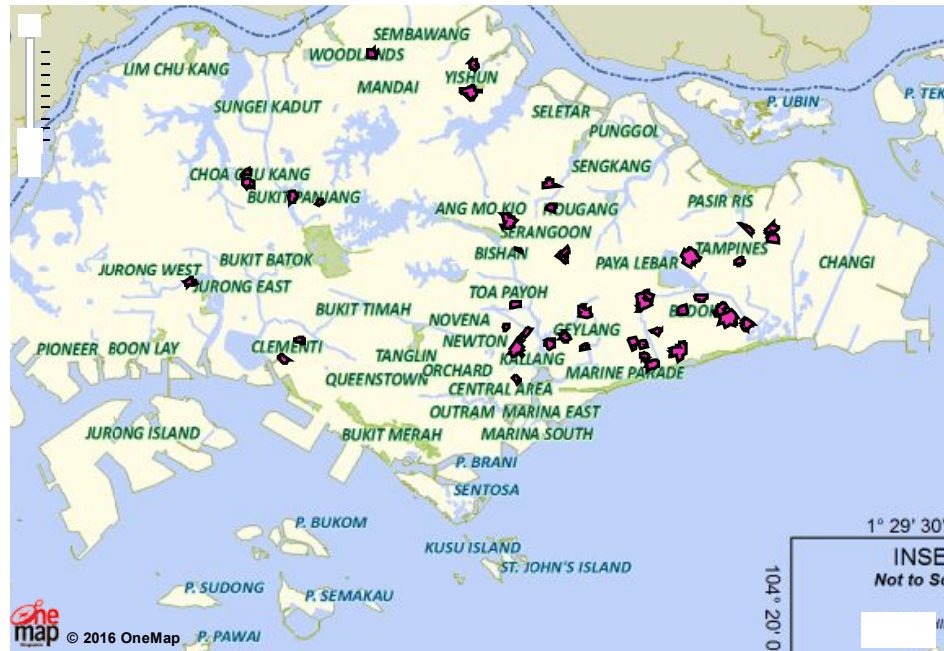 SEMBAWANG
WOODLANDS
LIM CHU KANG
YISHUN
MANDAI
SUNGEI KADUT
P. UBIN
P. TEK
SELETAR
PUNGGOL
SENGKANG
CHOA CHU KANG
BUKIT PANJANG
PASIR RIS
ANG MO KIO
HOUGANG
SERANGOON
BISHAN
TAMPINES
PAYA LEBAR
CHANGI
BUKIT BATOK
JURONG WEST
JURONG EAST
TOA PAYOH
BUKIT TIMAH
BEDOK
NOVENA
GEYLANG
NEWTON
PIONEER
BOON LAY
CLEMENTI
TANGLIN
KALLANG
ORCHARD
MARINE PARADE
QUEENSTOWN
CENTRAL AREA
OUTRAM
MARINA EAST
JURONG ISLAND
BUKIT MERAH
MARINA SOUTH
P. BRANI
SENTOSA
P. BUKOM
1° 29' 30
KUSU ISLAND
INSE
ST. JOHN'S ISLAND
Not to Sc
104° 20' 0
P. SUDONG
P. SEMAKAU
One
map © 2016 OneMap
P. PAWAI